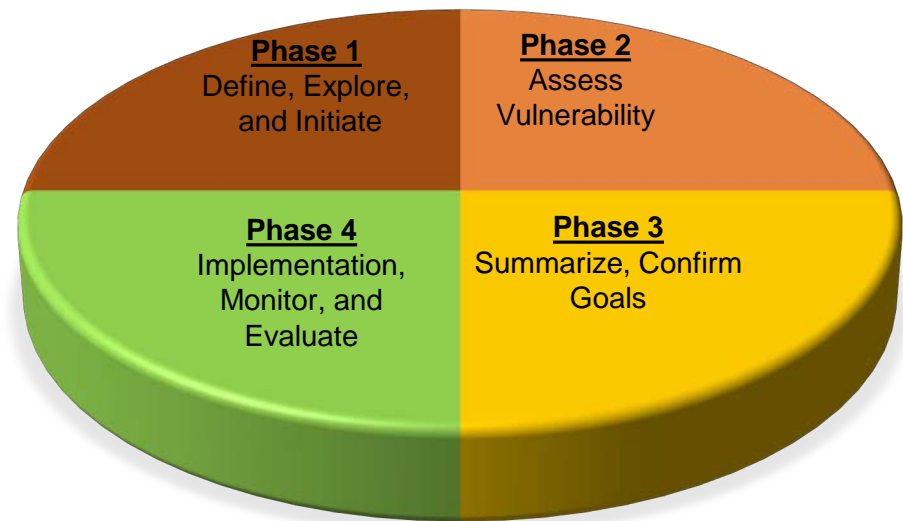 Phase 1
Define, Explore,
and Initiate
Phase 2
Assess
Vulnerability
Phase 3
Summarize, Confirm
Goals
Phase 4
Implementation,
Monitor, and
Evaluate